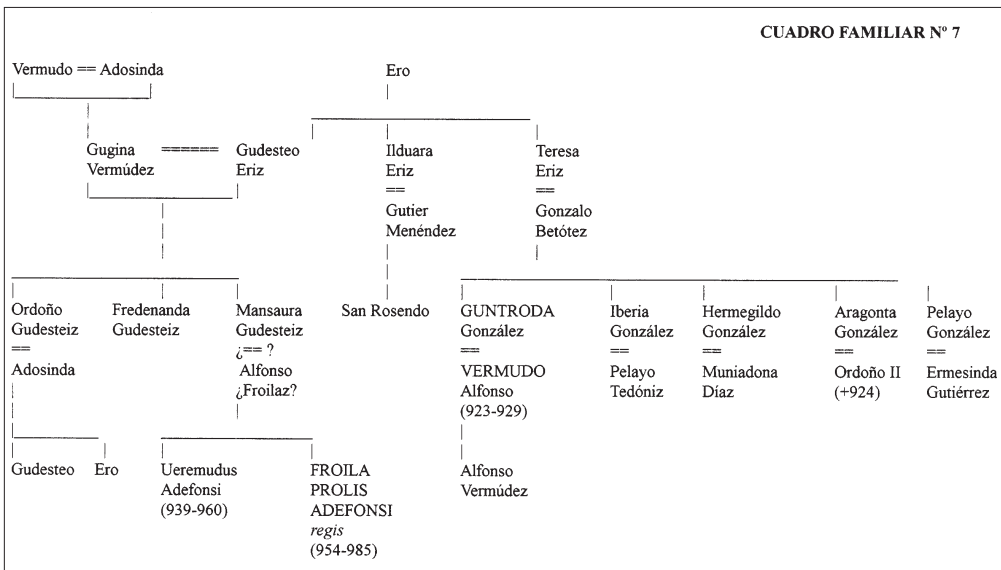 CUADRO FAMILIAR Nº 7
Vermudo == Adosinda
Ero
Gugina
Vermúdez
======
Gudesteo
Eriz
Ilduara
Eriz
==
Gutier
Menéndez
Teresa
Eriz
==
Gonzalo
Betótez
Ordoño
Gudesteiz
==
Adosinda
Fredenanda
Gudesteiz
Mansaura
Gudesteiz
¿== ?
Alfonso
¿Froilaz?
San Rosendo
GUNTRODA
González
==
VERMUDO
Alfonso
(923-929)
Iberia
González
==
Pelayo
Tedóniz
Hermegildo
González
==
Muniadona
Díaz
Aragonta
González
==
Ordoño II
(+924)
Pelayo
González
==
Ermesinda
Gutiérrez
Gudesteo
Ero
Ueremudus
Adefonsi
(939-960)
FROILA
PROLIS
ADEFONSI
regis
(954-985)
Alfonso
Vermúdez